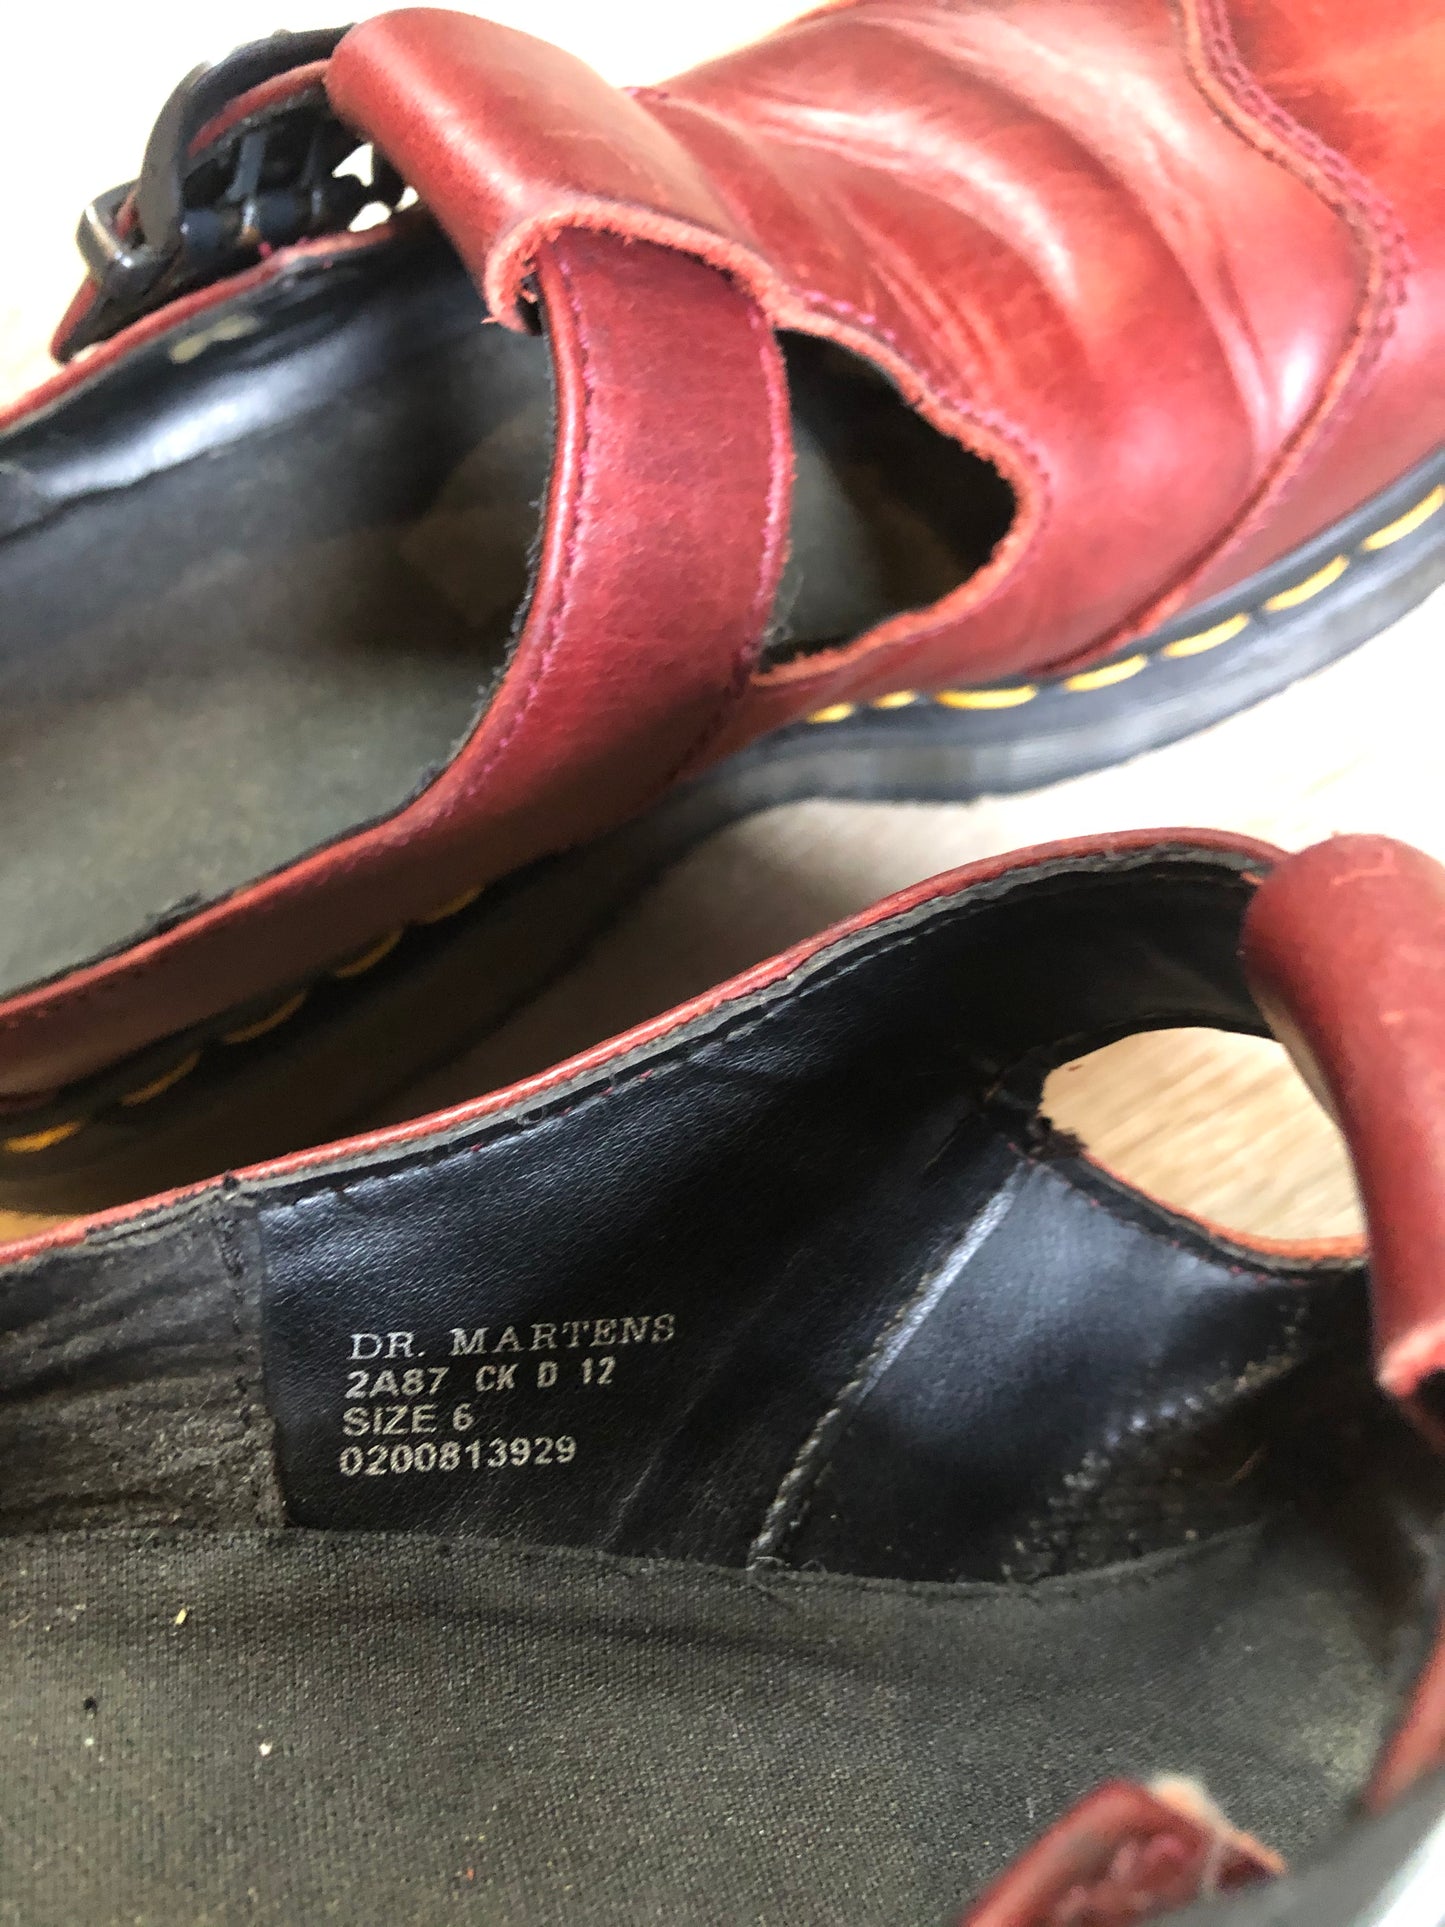 DR. MARTENS
2A87 CK D 12
SIZE 6
0200813929